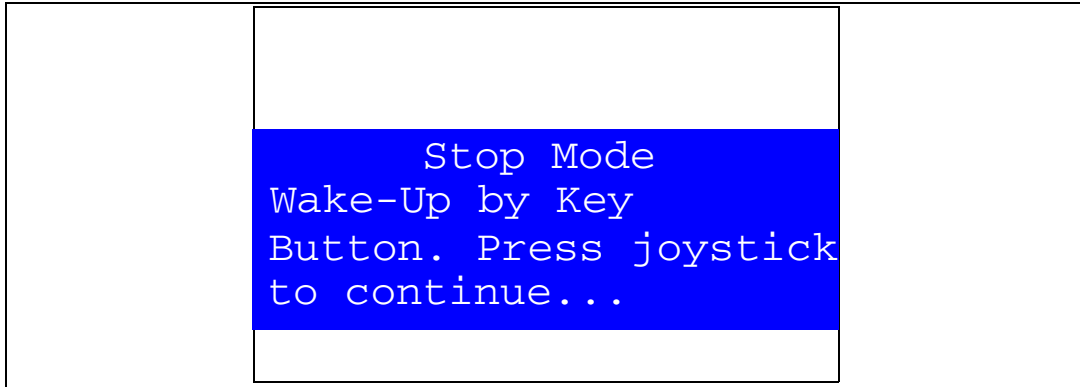 Stop Mode
Wake-Up by Key
Button. Press joystick
to continue...